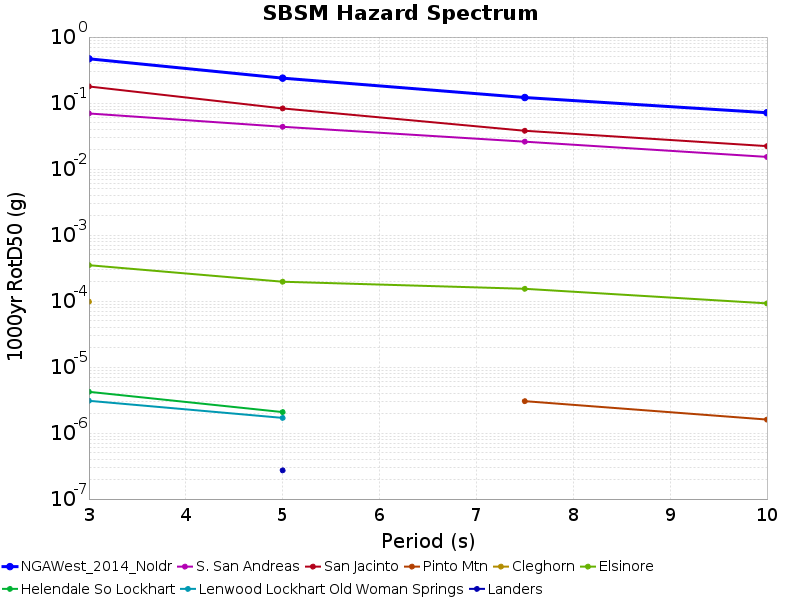 SBSM Hazard Spectrum
1000yr RotD50 (g)
10^0
10^-1
10^-2
10^-3
10^-4
10^-5
10^-6
10^-7
3 4 5 6 7 8 9 10
Period (s)
NGAWest_2014_NoIdr S. San Andreas San Jacinto Pinto Mtn Cleghorn Elsinore
Helendale So Lockhart Lenwood Lockhart Old Woman Springs Landers